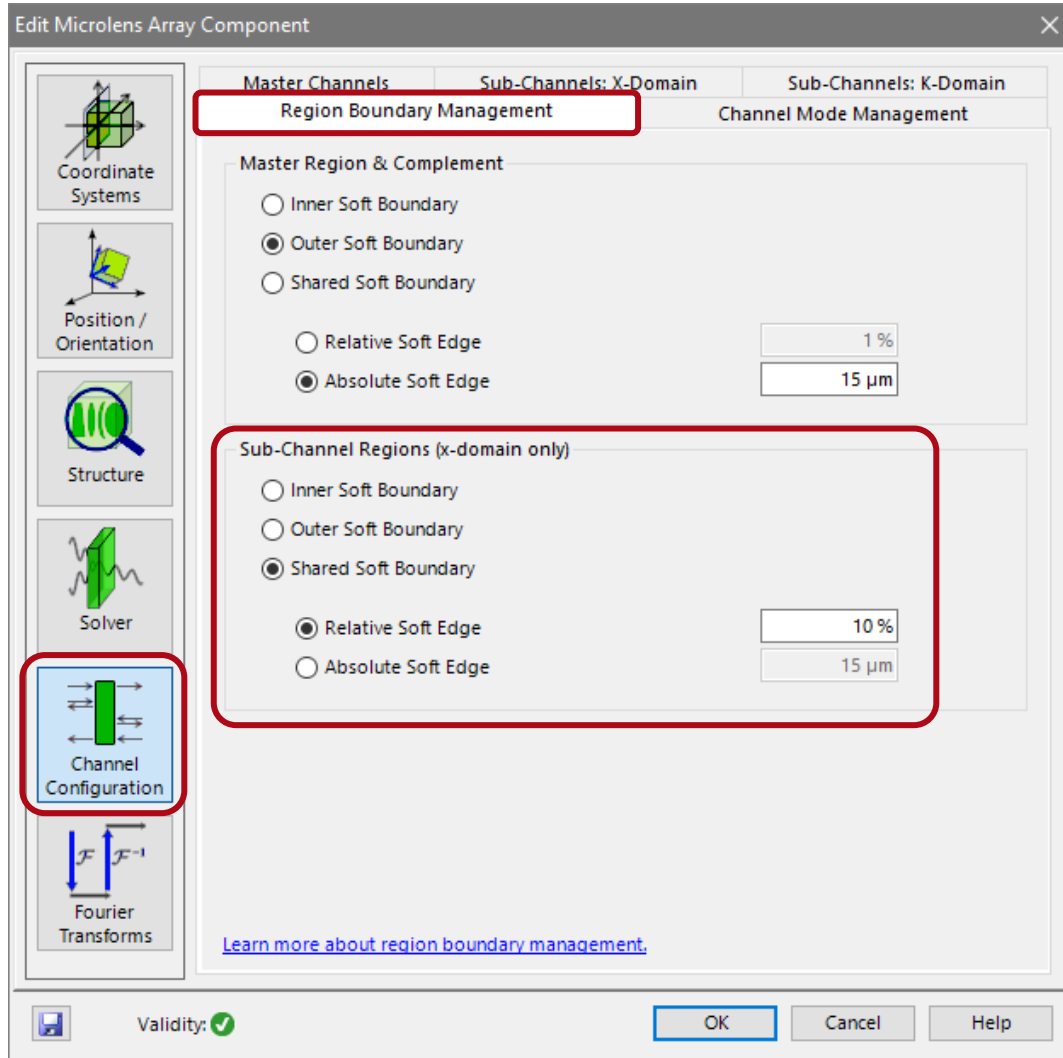 Edit Microlens Array Component
Coordinate
Systems
Position /
Orientation
Structure
Solver
Channel
Configuration
ℱ ℱ⁻¹
Fourier
Transforms
Master Channels
Sub-Channels: X-Domain
Sub-Channels: K-Domain
Region Boundary Management
Channel Mode Management
Master Region & Complement
Inner Soft Boundary
Outer Soft Boundary
Shared Soft Boundary
Relative Soft Edge 1 %
Absolute Soft Edge 15 µm
Sub-Channel Regions (x-domain only)
Inner Soft Boundary
Outer Soft Boundary
Shared Soft Boundary
Relative Soft Edge 10 %
Absolute Soft Edge 15 µm
Learn more about region boundary management.
Validity:
OK
Cancel
Help